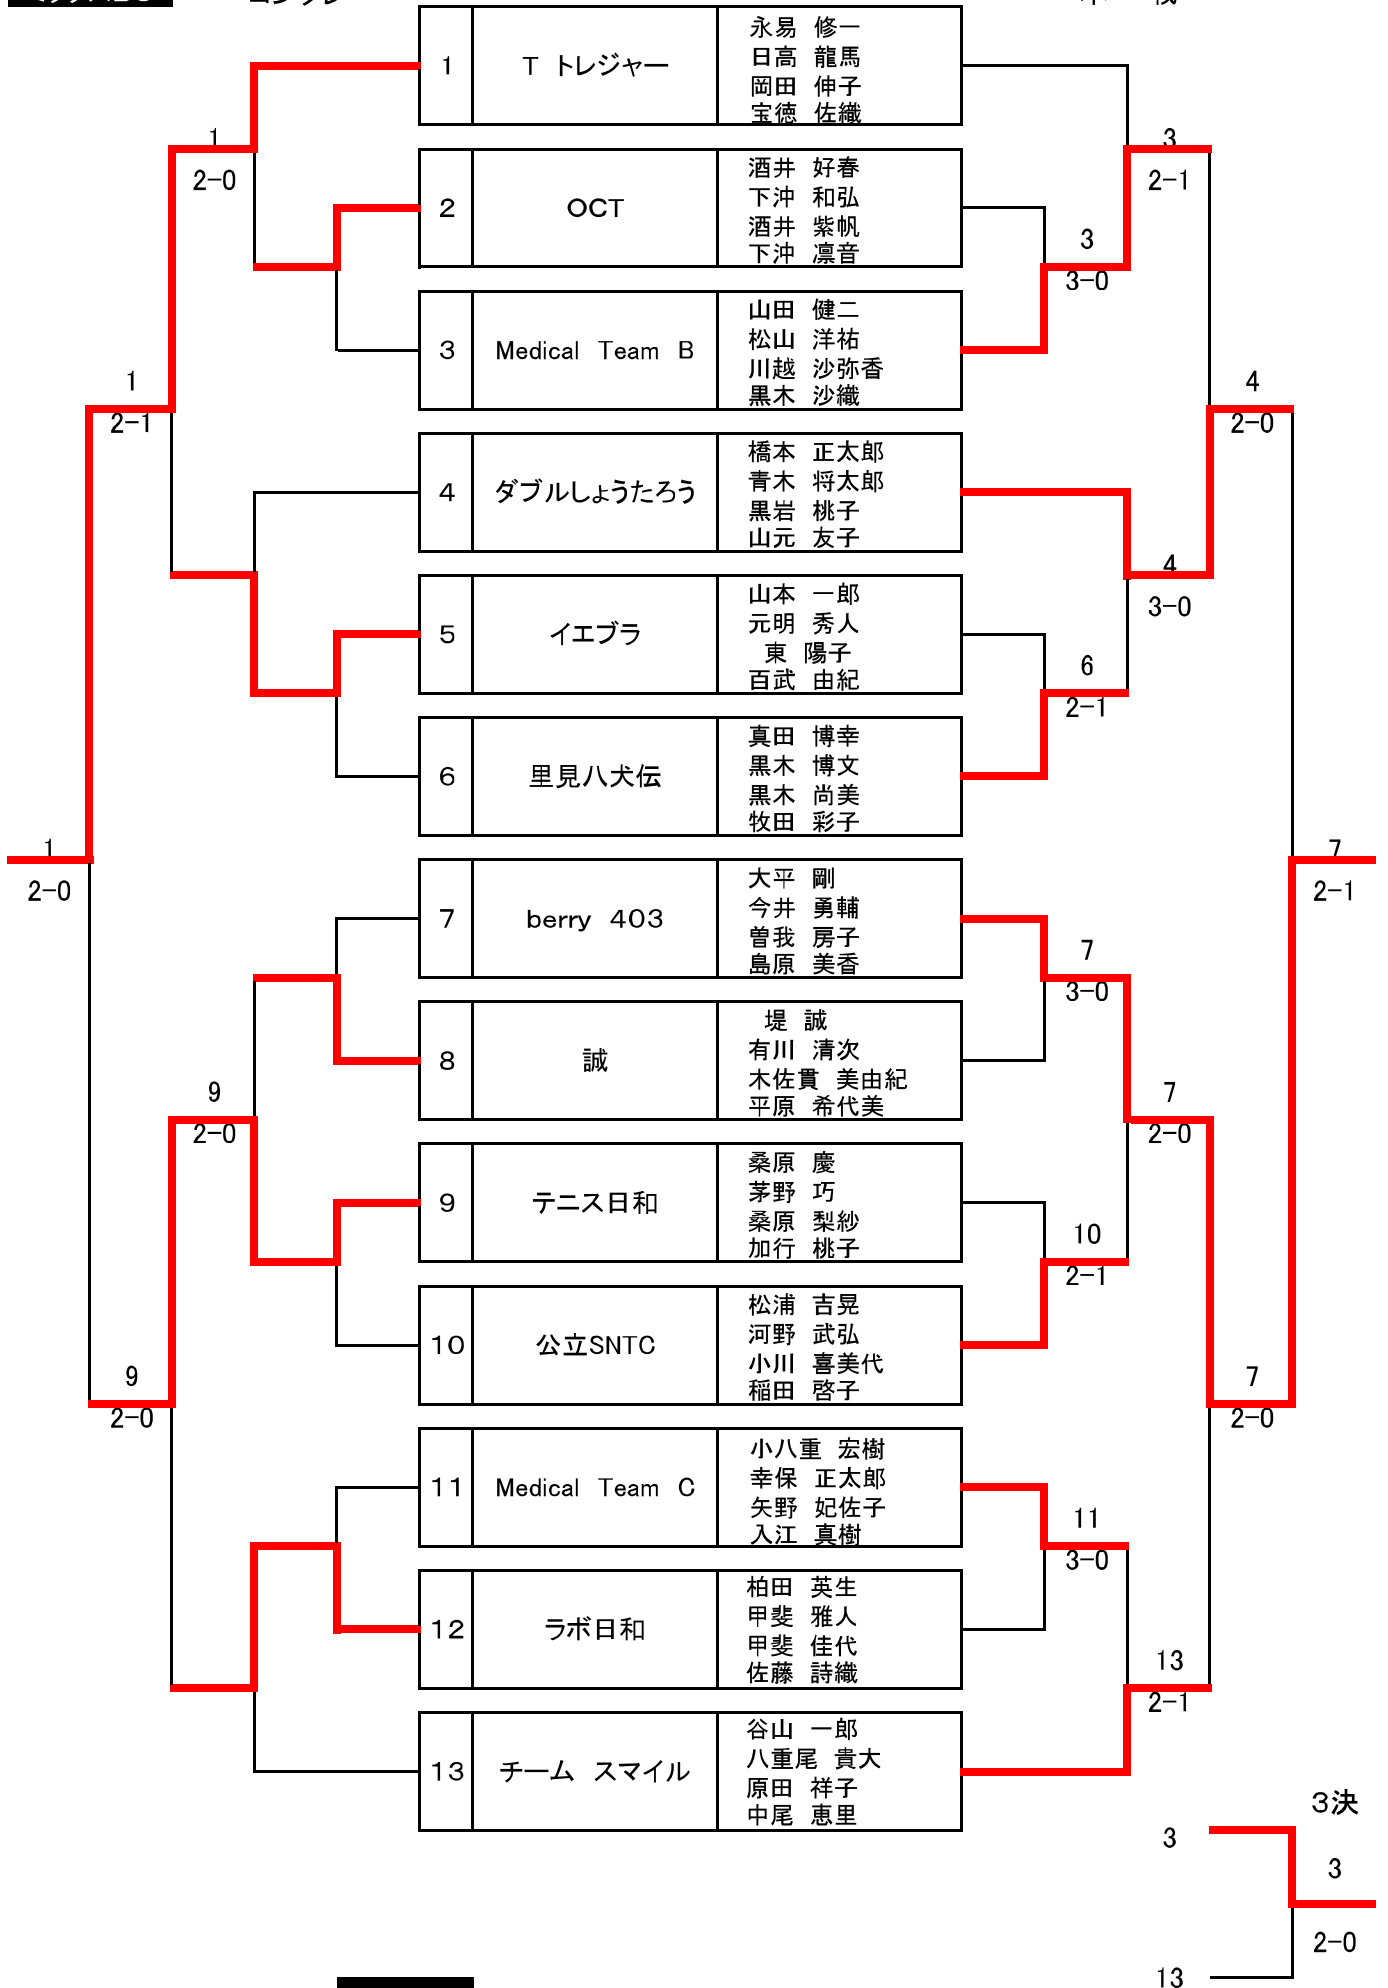 1 T トレジャー 永易 修一
日高 龍馬
岡田 伸子
宝徳 佐織
1
2-0
3
2-1
2 OCT 酒井 好春
下沖 和弘
酒井 紫帆
下沖 凛音
3
3-0
3 Medical Team B 山田 健二
松山 洋祐
川越 沙弥香
黒木 沙織
1
2-1
4
2-0
4 ダブルしょうたろう 橋本 正太郎
青木 将太郎
黒岩 桃子
山元 友子
4
3-0
5 イエブラ 山本 一郎
元明 秀人
東 陽子
百武 由紀
6
2-1
6 里見八犬伝 真田 博幸
黒木 博文
黒木 尚美
牧田 彩子
1
2-0
7
2-1
7 berry 403 大平 剛
今井 勇輔
曽我 房子
島原 美香
7
3-0
8 誠 堤 誠
有川 清次
木佐貫 美由紀
平原 希代美
9
2-0
7
2-0
9 テニス日和 桑原 慶
茅野 巧
桑原 梨紗
加行 桃子
10
2-1
10 公立SNTC 松浦 吉晃
河野 武弘
小川 喜美代
稲田 啓子
9
2-0
7
2-0
11 Medical Team C 小八重 宏樹
幸保 正太郎
矢野 妃佐子
入江 真樹
11
3-0
12 ラボ日和 柏田 英生
甲斐 雅人
甲斐 佳代
佐藤 詩織
13
2-1
13 チーム スマイル 谷山 一郎
八重尾 貴大
原田 祥子
中尾 恵里
3決
3
3
2-0
13